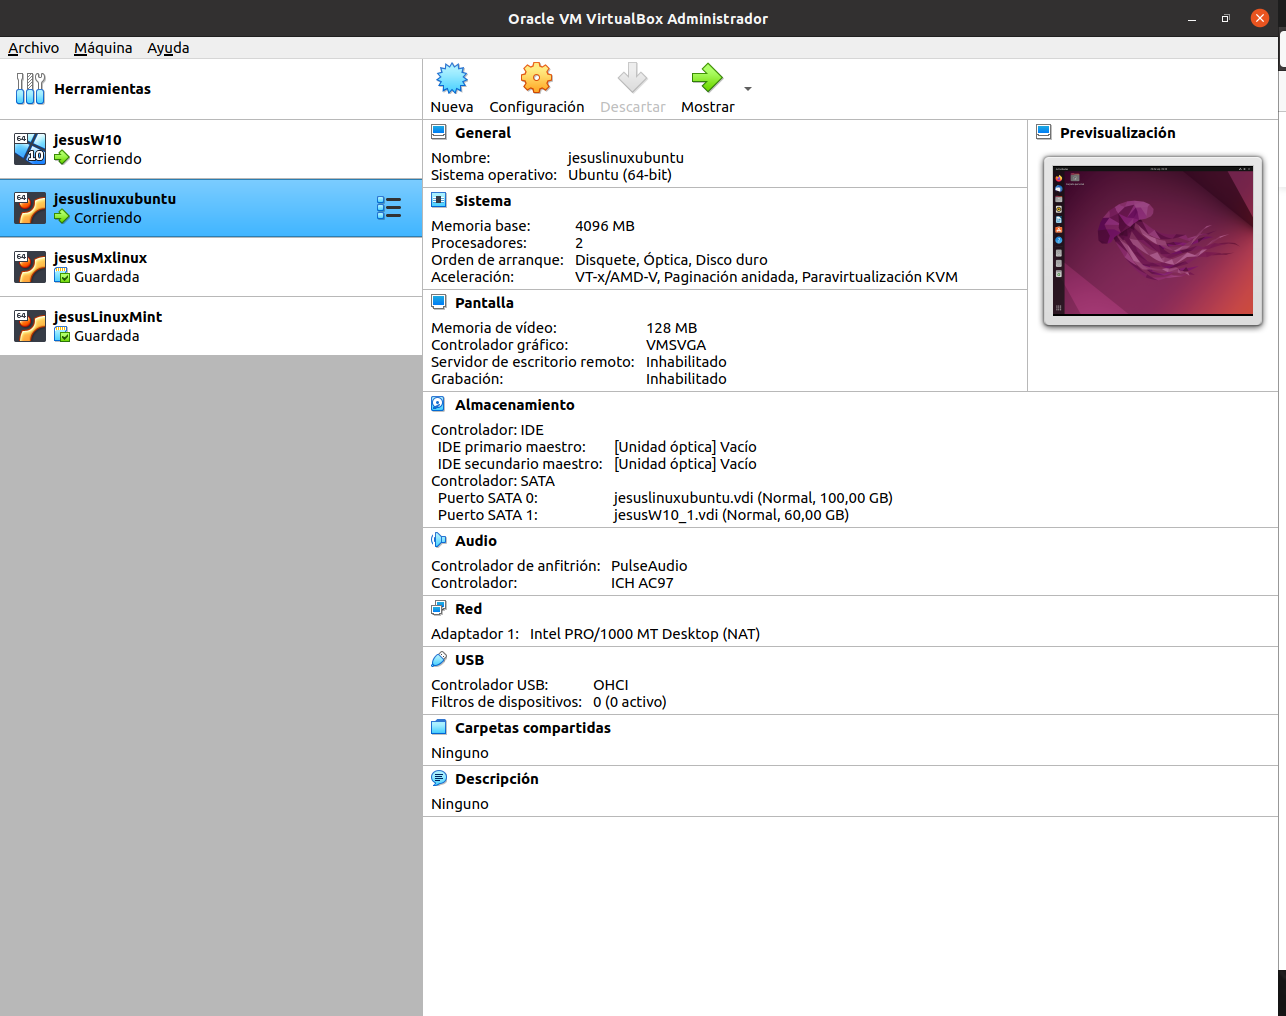 Oracle VM VirtualBox Administrador
Archivo Máquina Ayuda
Herramientas
64
10
jesusW10
Corriendo
64
jesuslinuxubuntu
Corriendo
64
jesusMxlinux
Guardada
64
jesusLinuxMint
Guardada
Nueva Configuración Descartar Mostrar
General
Nombre: jesuslinuxubuntu
Sistema operativo: Ubuntu (64-bit)
Sistema
Memoria base: 4096 MB
Procesadores: 2
Orden de arranque: Disquete, Óptica, Disco duro
Aceleración: VT-x/AMD-V, Paginación anidada, Paravirtualización KVM
Pantalla
Memoria de vídeo: 128 MB
Controlador gráfico: VMSVGA
Servidor de escritorio remoto: Inhabilitado
Grabación: Inhabilitado
Previsualización
Almacenamiento
Controlador: IDE
IDE primario maestro: [Unidad óptica] Vacío
IDE secundario maestro: [Unidad óptica] Vacío
Controlador: SATA
Puerto SATA 0: jesuslinuxubuntu.vdi (Normal, 100,00 GB)
Puerto SATA 1: jesusW10_1.vdi (Normal, 60,00 GB)
Audio
Controlador de anfitrión: PulseAudio
Controlador: ICH AC97
Red
Adaptador 1: Intel PRO/1000 MT Desktop (NAT)
USB
Controlador USB: OHCI
Filtros de dispositivos: 0 (0 activo)
Carpetas compartidas
Ninguno
Descripción
Ninguno